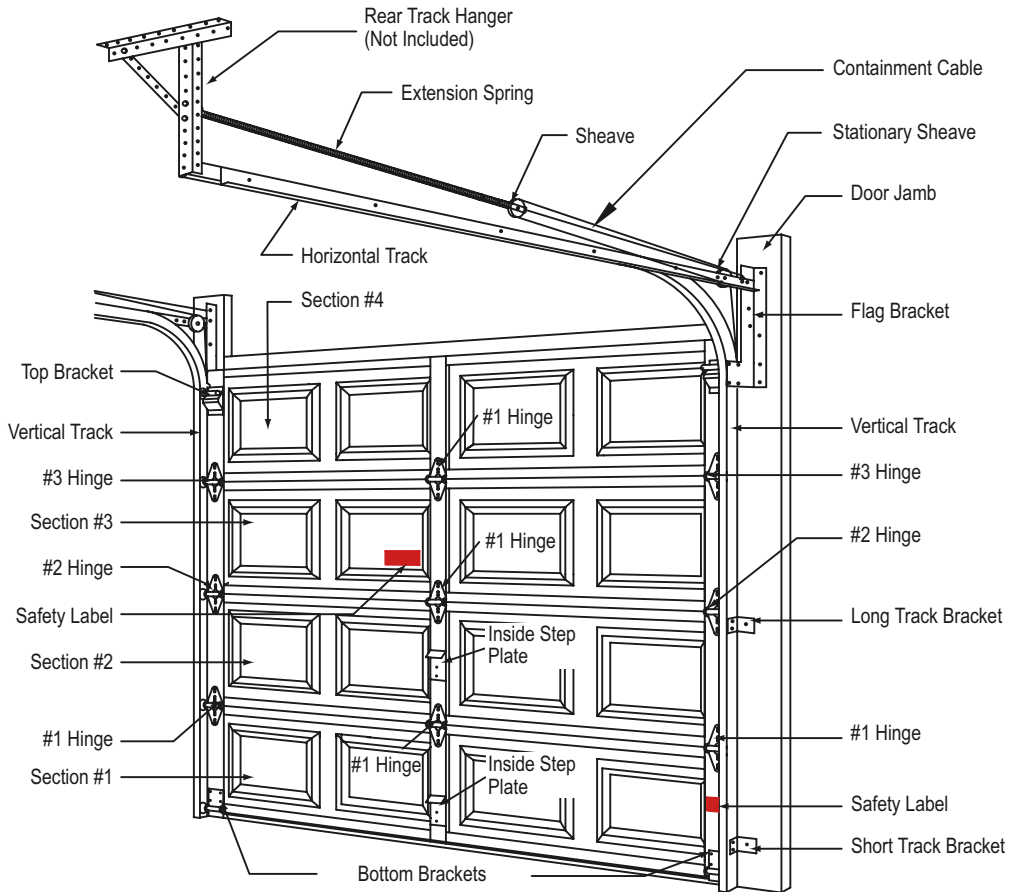 Rear Track Hanger
(Not Included)
Containment Cable
Extension Spring
Sheave
Stationary Sheave
Door Jamb
Horizontal Track
Section #4
Flag Bracket
Top Bracket
#1 Hinge
Vertical Track
Vertical Track
#3 Hinge
#3 Hinge
Section #3
#1 Hinge
#2 Hinge
#2 Hinge
Safety Label
Long Track Bracket
Inside Step
Plate
Section #2
#1 Hinge
#1 Hinge
#1 Hinge
Inside Step
Plate
Section #1
Safety Label
Short Track Bracket
Bottom Brackets